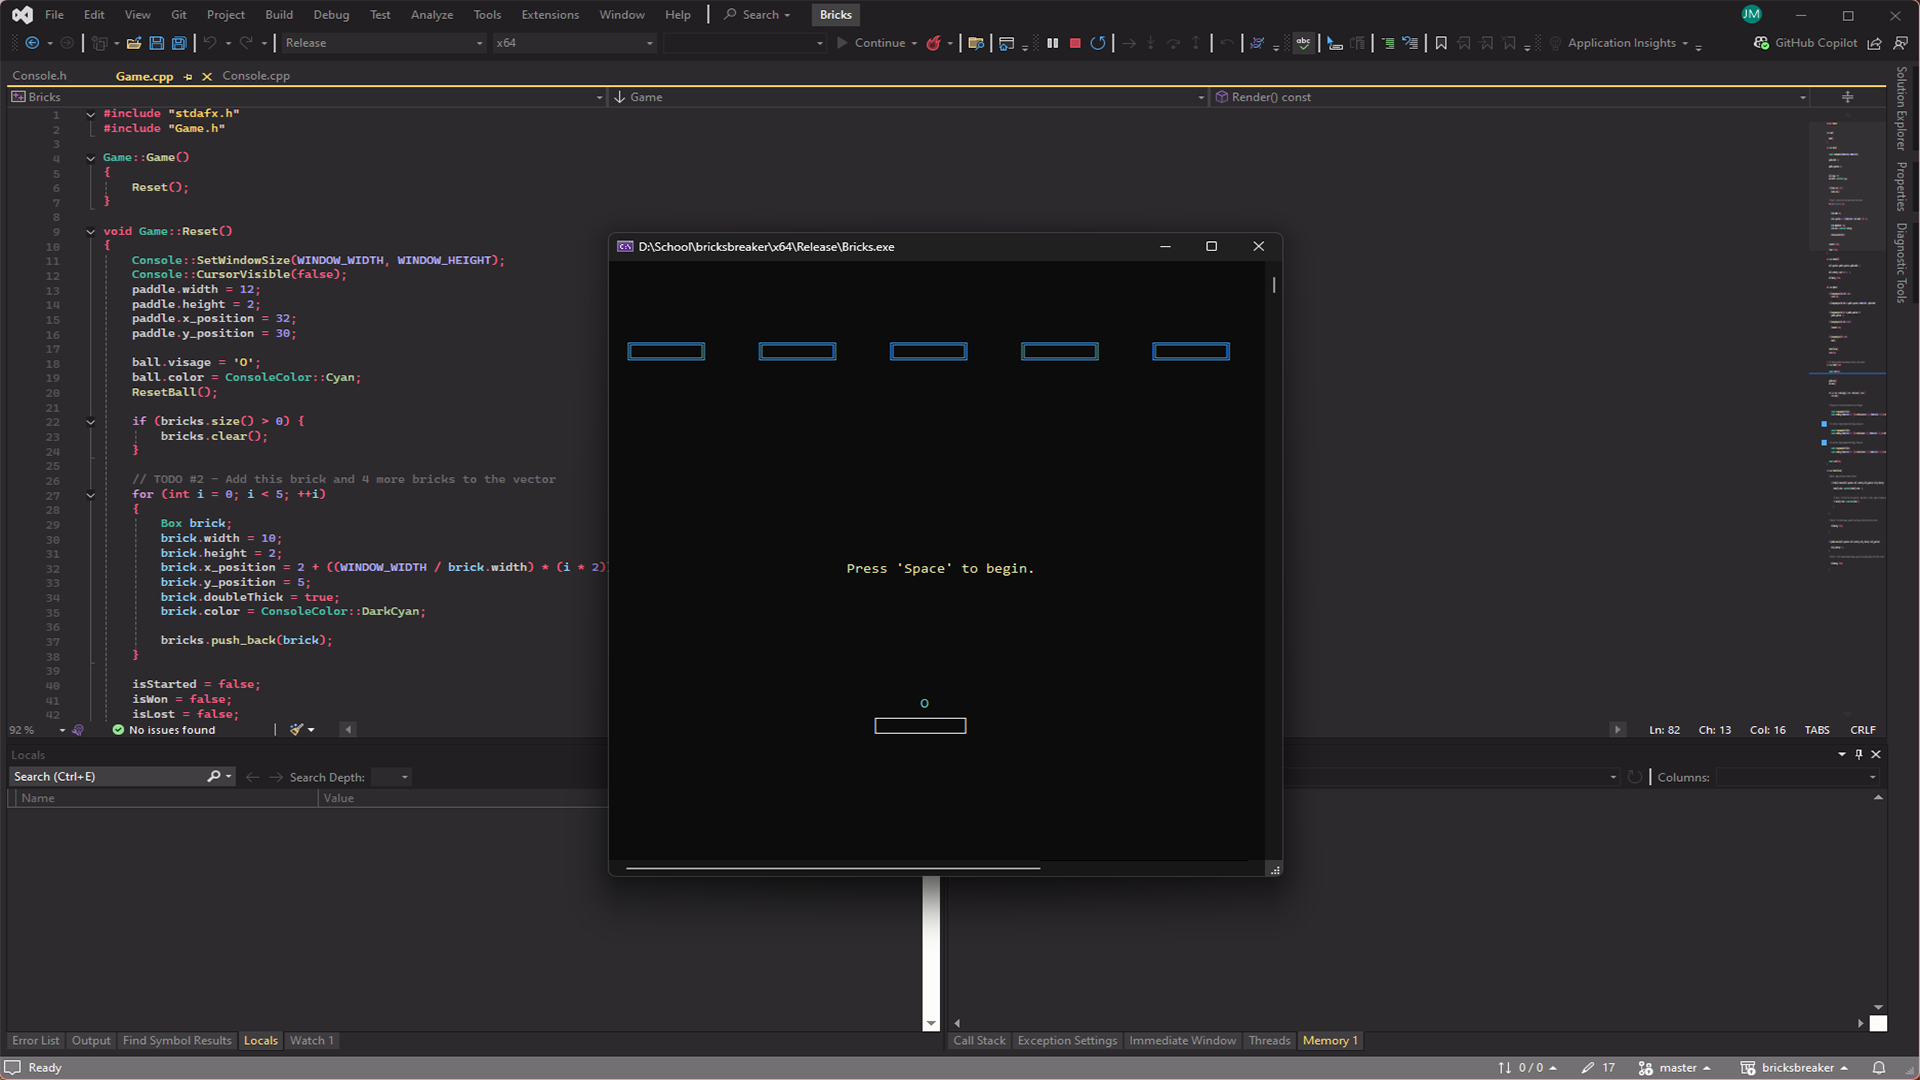 File Edit View Git Project Build Debug Test Analyze Tools Extensions Window Help Search Bricks JM
Release x64 Continue abc Application Insights GitHub Copilot
Console.h Game.cpp Console.cpp
Bricks Game Render() const
1 #include "stdafx.h"
2 #include "Game.h"
3
4 Game::Game()
5 {
6 Reset();
7 }
8
9 void Game::Reset()
10 {
11 Console::SetWindowSize(WINDOW_WIDTH, WINDOW_HEIGHT);
12 Console::CursorVisible(false);
13 paddle.width = 12;
14 paddle.height = 2;
15 paddle.x_position = 32;
16 paddle.y_position = 30;
17
18 ball.visage = 'O';
19 ball.color = ConsoleColor::Cyan;
20 ResetBall();
21
22 if (bricks.size() > 0) {
23 bricks.clear();
24 }
25
26 // TODO #2 - Add this brick and 4 more bricks to the vector
27 for (int i = 0; i < 5; ++i)
28 {
29 Box brick;
30 brick.width = 10;
31 brick.height = 2;
32 brick.x_position = 2 + ((WINDOW_WIDTH / brick.width) * (i * 2)
33 brick.y_position = 5;
34 brick.doubleThick = true;
35 brick.color = ConsoleColor::DarkCyan;
36
37 bricks.push_back(brick);
38 }
39
40 isStarted = false;
41 isWon = false;
42 isLost = false;
D:\School\bricksbreaker\x64\Release\Bricks.exe
Press 'Space' to begin.
O
92 % No issues found Ln: 82 Ch: 13 Col: 16 TABS CRLF
Locals
Search (Ctrl+E) Search Depth: Columns:
Name Value
Error List Output Find Symbol Results Locals Watch 1 Call Stack Exception Settings Immediate Window Threads Memory 1
Ready 0 / 0 17 master bricksbreaker
Solution Explorer
Properties
Diagnostic Tools